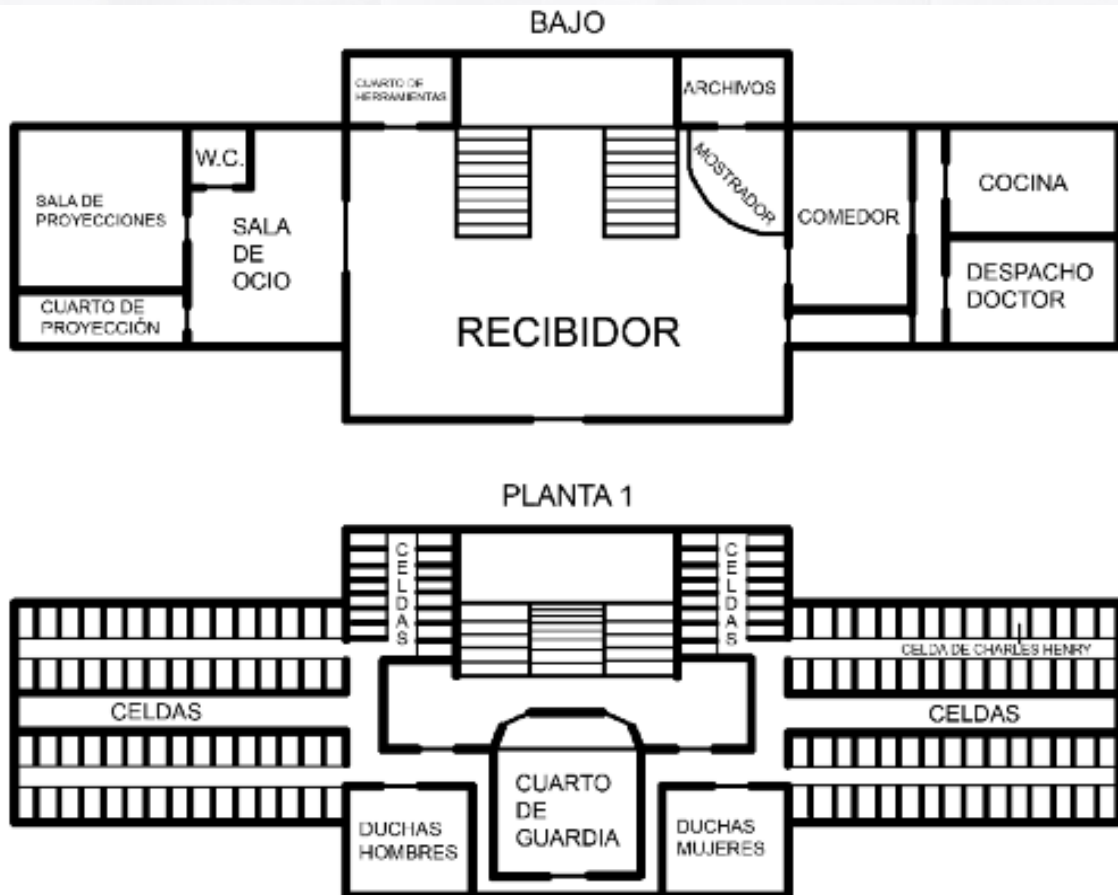 BAJO
CUARTO DE
HERRAMIENTAS
ARCHIVOS
W.C.
MOSTRADOR
SALA DE
PROYECCIONES
SALA
DE
OCIO
COMEDOR
COCINA
CUARTO DE
PROYECCIÓN
RECIBIDOR
DESPACHO
DOCTOR
PLANTA 1
CELDAS
CELDAS
CELDA DE CHARLES HENRY
CELDAS
CELDAS
CUARTO
DE
GUARDIA
DUCHAS
HOMBRES
DUCHAS
MUJERES